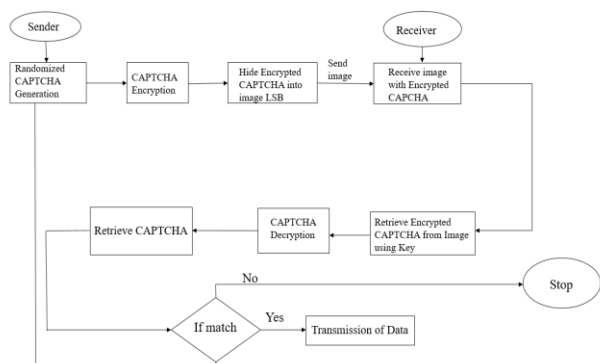 Sender
Receiver
Randomized
CAPTCHA
Generation
CAPTCHA
Encryption
Hide Encrypted
CAPTCHA into
image LSB
Send
image
Receive image
with Encrypted
CAPCHA
Retrieve CAPTCHA
CAPTCHA
Decryption
Retrieve Encrypted
CAPTCHA from Image
using Key
No
Stop
If match
Yes
Transmission of Data